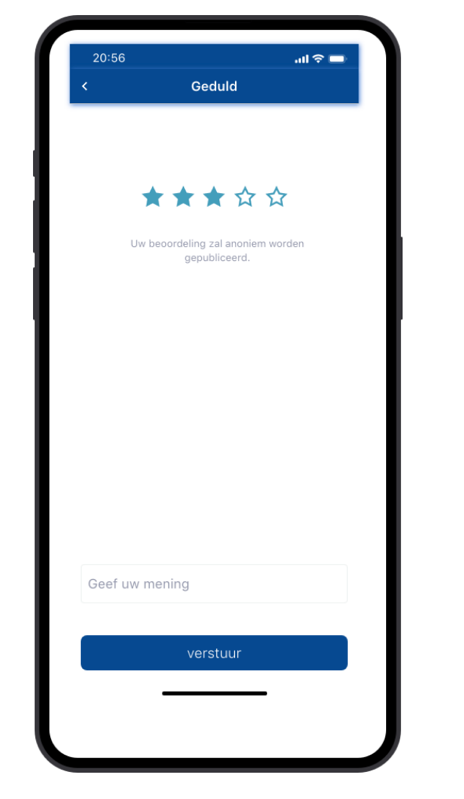 20:56
Geduld
Uw beoordeling zal anoniem worden
gepubliceerd.
Geef uw mening
verstuur